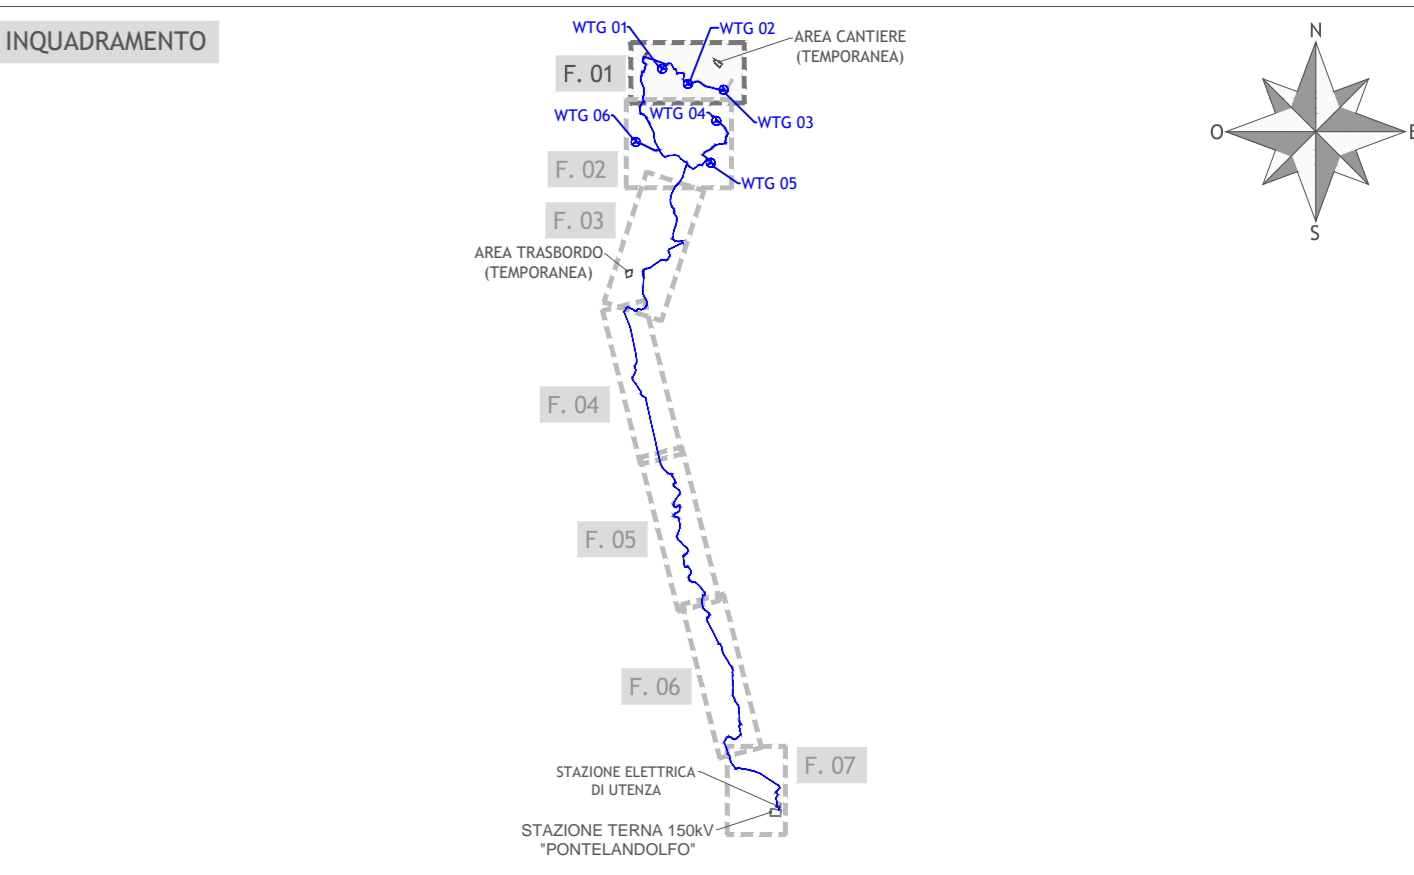 INQUADRAMENTO
WTG 01
WTG 02
AREA CANTIERE
(TEMPORANEA)
N
F. 01
WTG 06
WTG 04
WTG 03
O
E
F. 02
WTG 05
F. 03
S
AREA TRASBORDO
(TEMPORANEA)
F. 04
F. 05
F. 06
F. 07
STAZIONE ELETTRICA
DI UTENZA
STAZIONE TERNA 150kV
"PONTELANDOLFO"